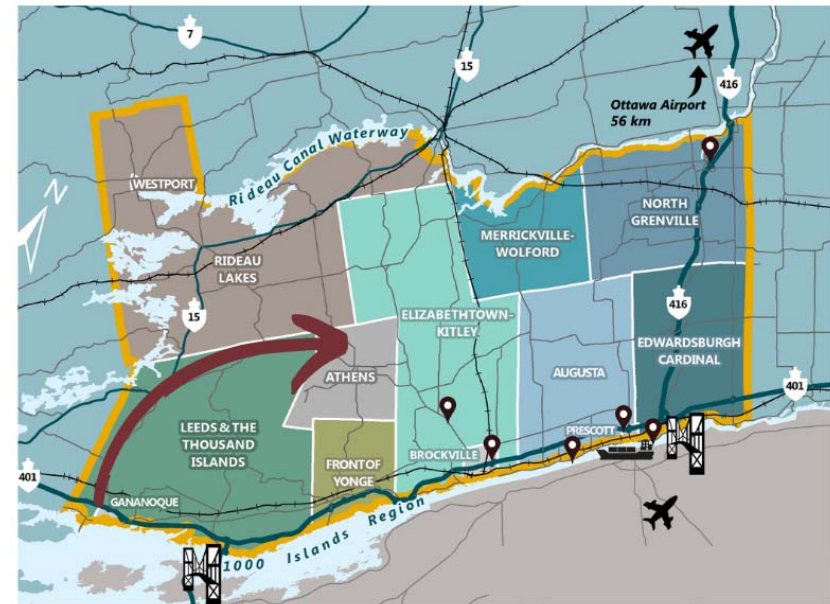 7
15
416
Ottawa Airport
56 km
Rideau Canal Waterway
N
WESTPORT
NORTH
GRENVILLE
MERRICKVILLE-
WOLFORD
RIDEAU
LAKES
15
416
ELIZABETHTOWN-
KITLEY
EDWARDSBURGH
CARDINAL
ATHENS
AUGUSTA
401
LEEDS & THE
THOUSAND
ISLANDS
PRESCOTT
BROCKVILLE
FRONT OF
YONGE
401
GANANOQUE
1000 Islands Region